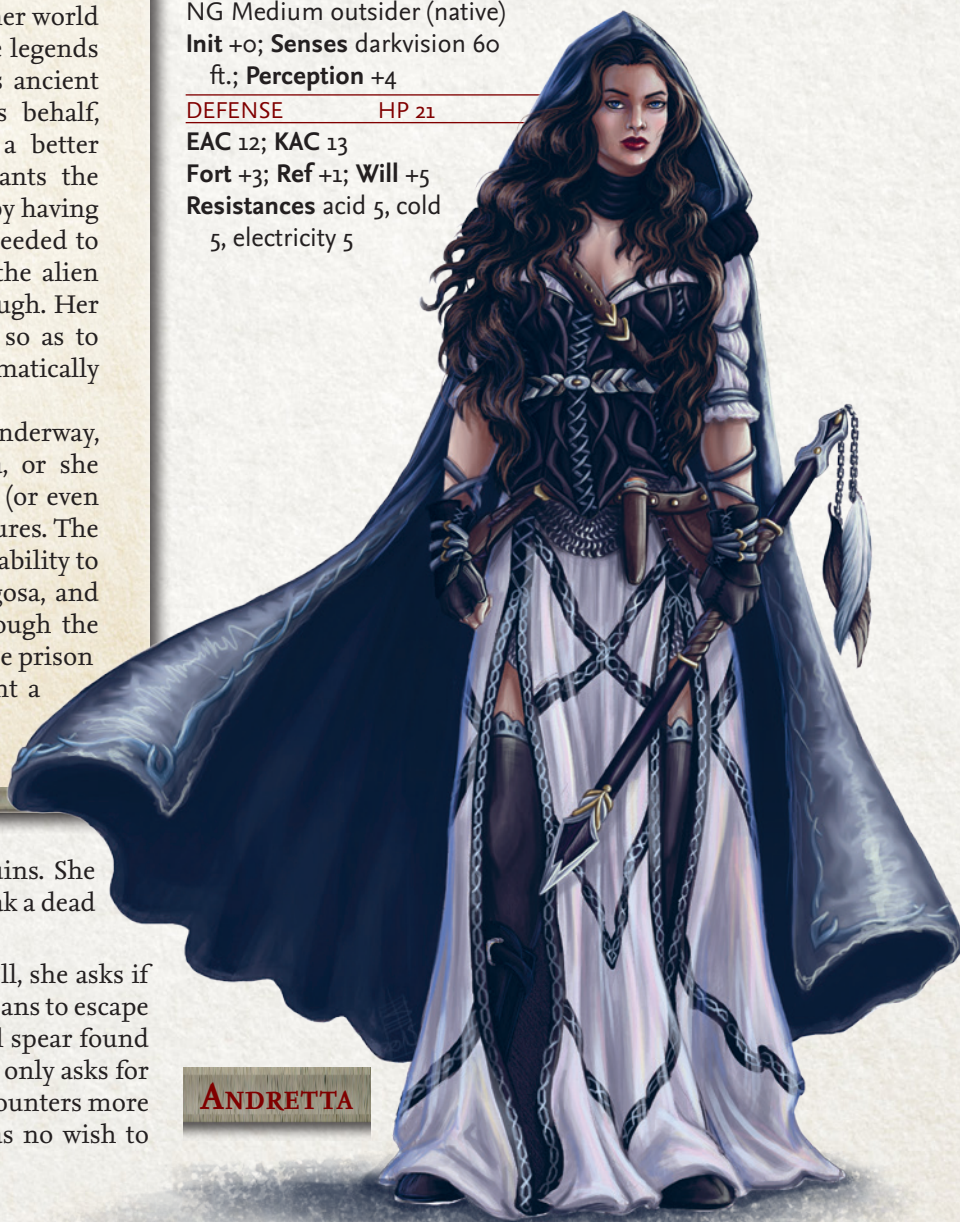 her world
e legends
s ancient
s behalf,
a better
ants the
by having
eeded to
the alien
ugh. Her
so as to
matically
nderway,
, or she
(or even
ures. The
ability to
gosa, and
ough the
e prison
nt a
uins. She
ak a dead
ll, she asks if
ans to escape
d spear found
only asks for
ounters more
as no wish to
NG Medium outsider (native)
Init +0; Senses darkvision 60
ft.; Perception +4
DEFENSE HP 21
EAC 12; KAC 13
Fort +3; Ref +1; Will +5
Resistances acid 5, cold
5, electricity 5
ANDRETTA